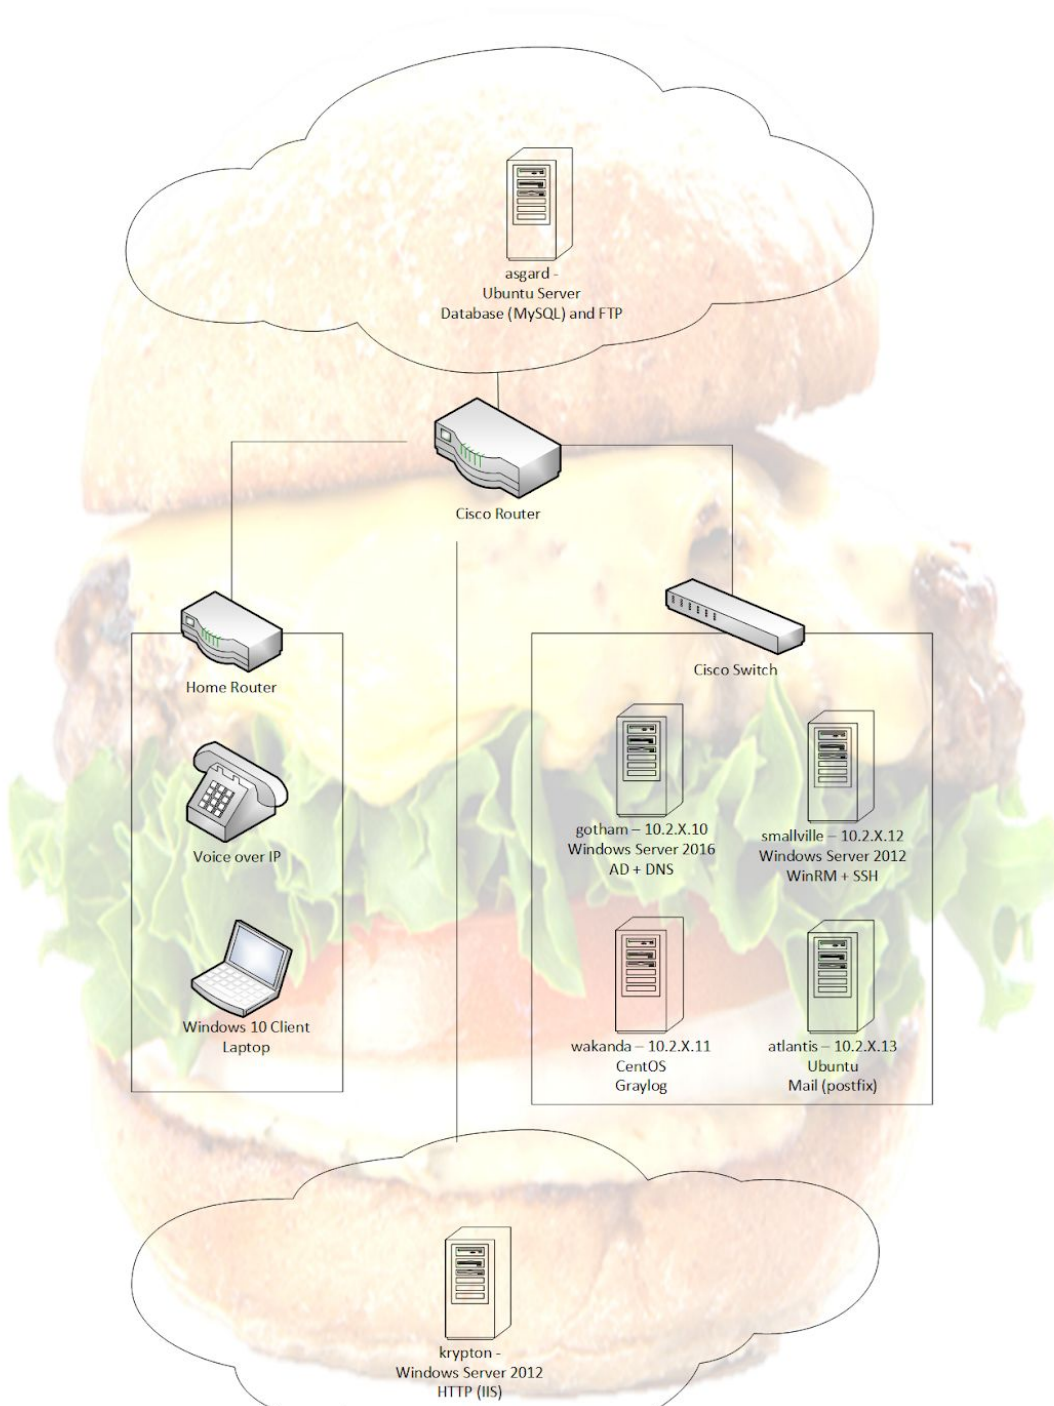 asgard -
Ubuntu Server
Database (MySQL) and FTP
Cisco Router
Home Router
Cisco Switch
Voice over IP
gotham – 10.2.X.10
Windows Server 2016
AD + DNS
smallville – 10.2.X.12
Windows Server 2012
WinRM + SSH
Windows 10 Client
Laptop
wakanda – 10.2.X.11
CentOS
Graylog
atlantis – 10.2.X.13
Ubuntu
Mail (postfix)
krypton -
Windows Server 2012
HTTP (IIS)